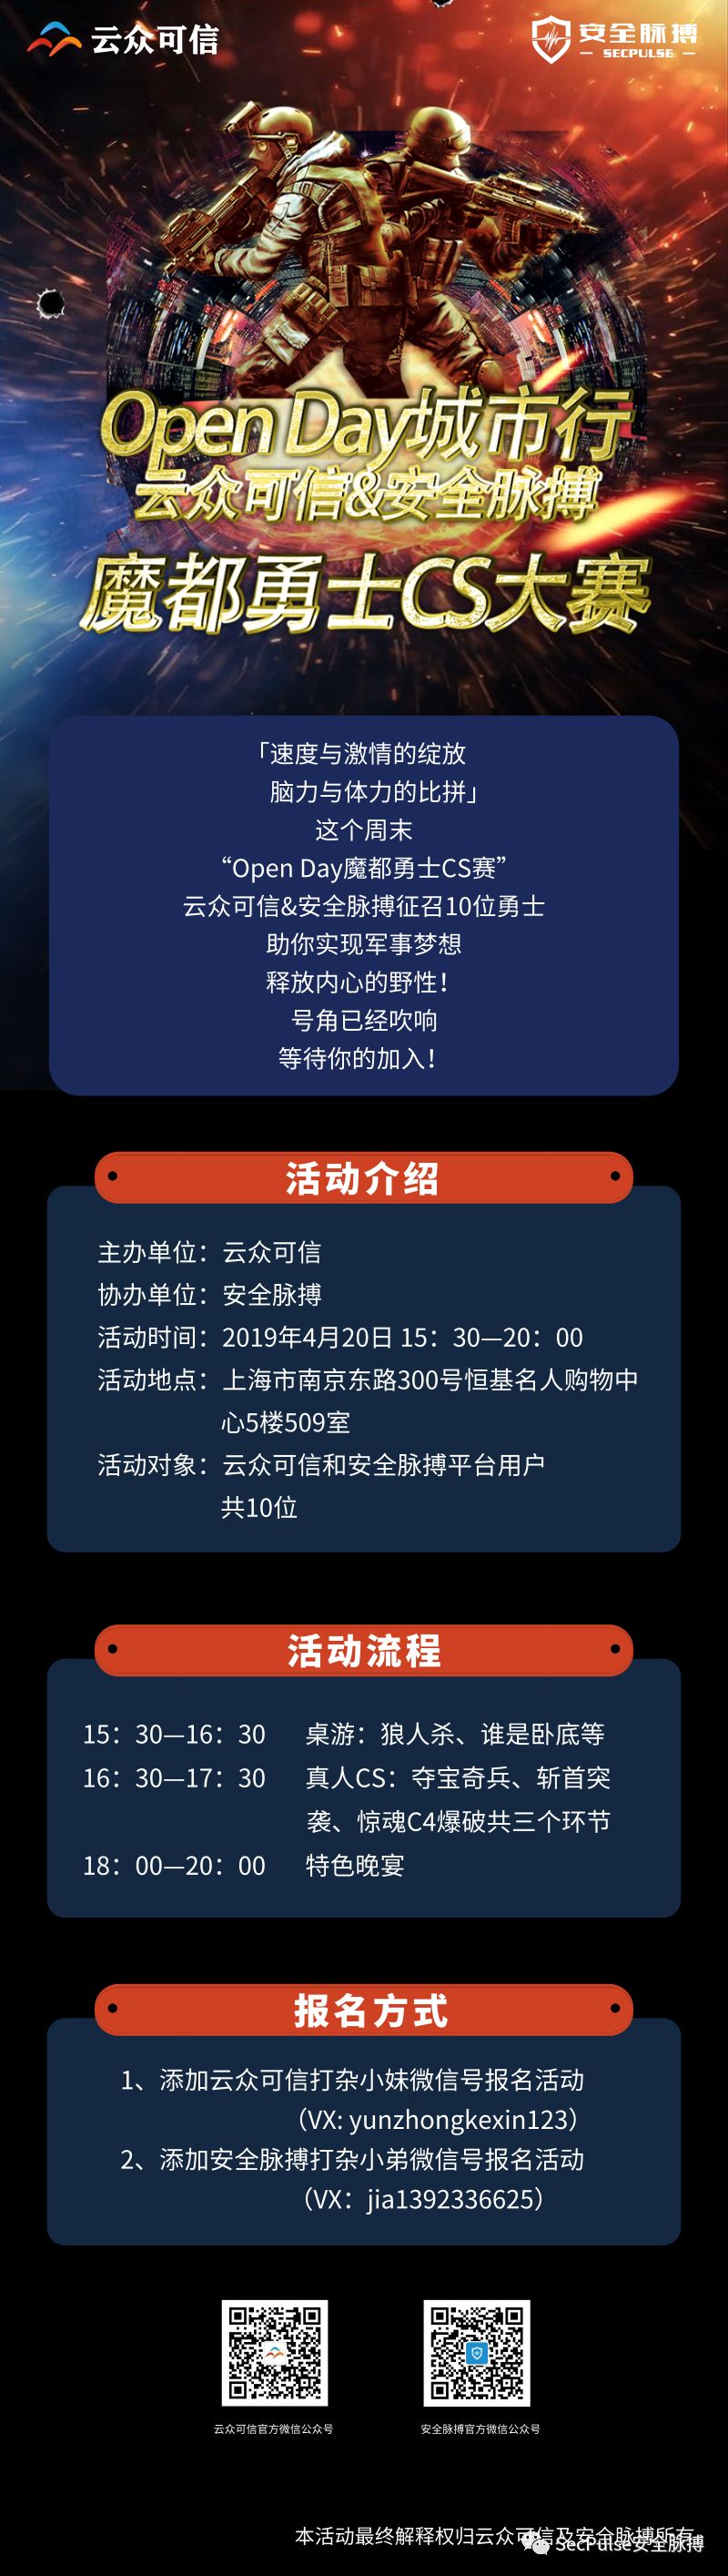 云众可信
安全脉搏
SECPULSE
Open Day城市行
云众可信&安全脉搏
魔都勇士CS大赛
「速度与激情的绽放
脑力与体力的比拼」
这个周末
“Open Day魔都勇士CS赛”
云众可信&安全脉搏征召10位勇士
助你实现军事梦想
释放内心的野性！
号角已经吹响
等待你的加入！
活动介绍
主办单位：云众可信
协办单位：安全脉搏
活动时间：2019年4月20日 15：30—20：00
活动地点：上海市南京东路300号恒基名人购物中
心5楼509室
活动对象：云众可信和安全脉搏平台用户
共10位
活动流程
15：30—16：30 桌游：狼人杀、谁是卧底等
16：30—17：30 真人CS：夺宝奇兵、斩首突
袭、惊魂C4爆破共三个环节
18：00—20：00 特色晚宴
报名方式
1、添加云众可信打杂小妹微信号报名活动
（VX: yunzhongkexin123）
2、添加安全脉搏打杂小弟微信号报名活动
（VX：jia1392336625）
云众可信官方微信公众号
安全脉搏官方微信公众号
本活动最终解释权归云众可信及安全脉搏所有
SecPulse安全脉搏